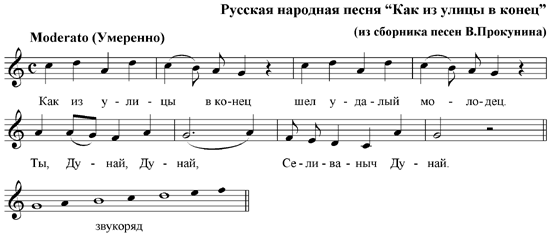 Русская народная песня “Как из улицы в конец”
(из сборника песен В.Прокунина)
Moderato (Умеренно)
Как из у - ли - цы в ко - нец шел у - да - лый мо - ло - дец.
Ты, Ду - най, Ду - най, Се - ли - ва - ныч Ду - най.
звукоряд